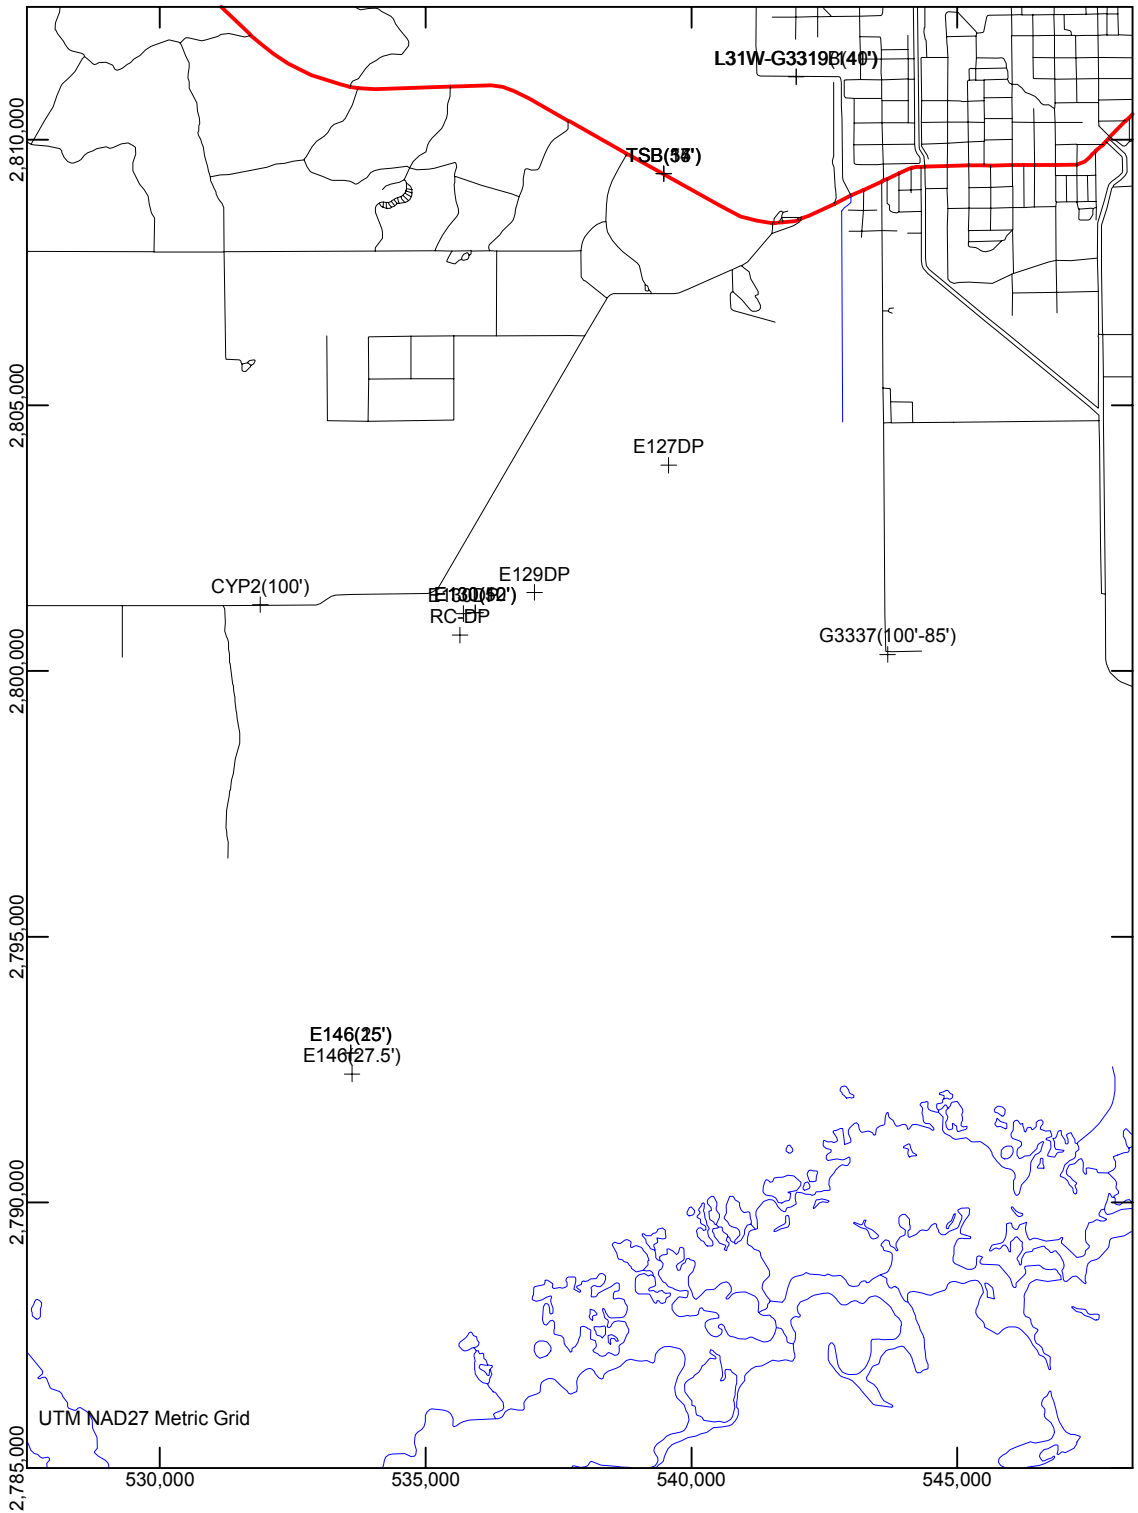 2,810,000
TSB(
E127DP
2,805,000
E129DP
CYP2(100')
RC-DP
G3337(100'-85')
2,800,000
2,795,000
E146(27.5')
2,790,000
UTM NAD27 Metric Grid
2,785,000
530,000
535,000
540,000
545,000